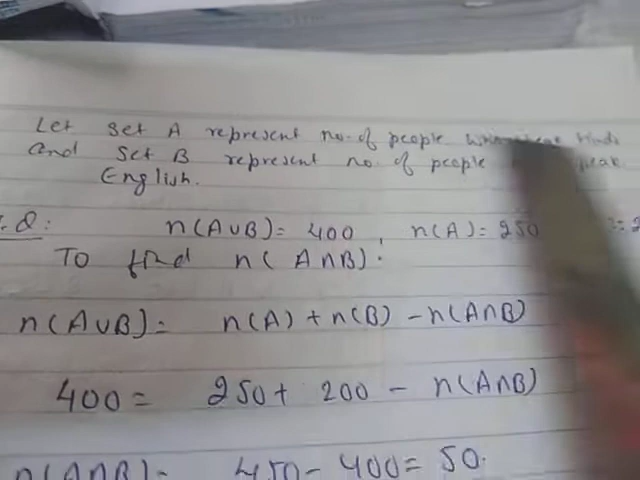 Let Set A represent no. of people Hindi
and Set B represent no. of people
English.
n(A∪B)= 400, n(A)= 250
To find n( A∩B).
n(A∪B)= n(A) + n(B) - n(A∩B)
400 = 250 + 200 - n(A∩B)
n(A∩B)= 450 - 400 = 50.